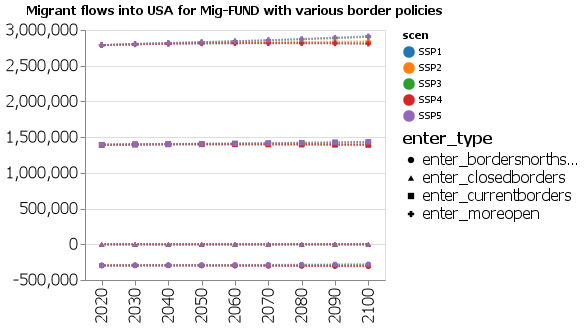 Migrant flows into USA for Mig-FUND with various border policies
3,000,000
2,500,000
2,000,000
1,500,000
1,000,000
500,000
0
-500,000
2020
2030
2040
2050
2060
2070
2080
2090
2100
scen
SSP1
SSP2
SSP3
SSP4
SSP5
enter_type
enter_bordersnorths...
enter_closedborders
enter_currentborders
enter_moreopen